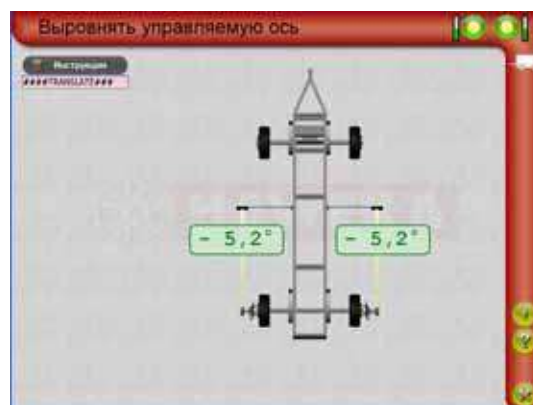 Выровнять управляемую ось
Инструкции
####TRANSLATE####
- 5,2°
- 5,2°